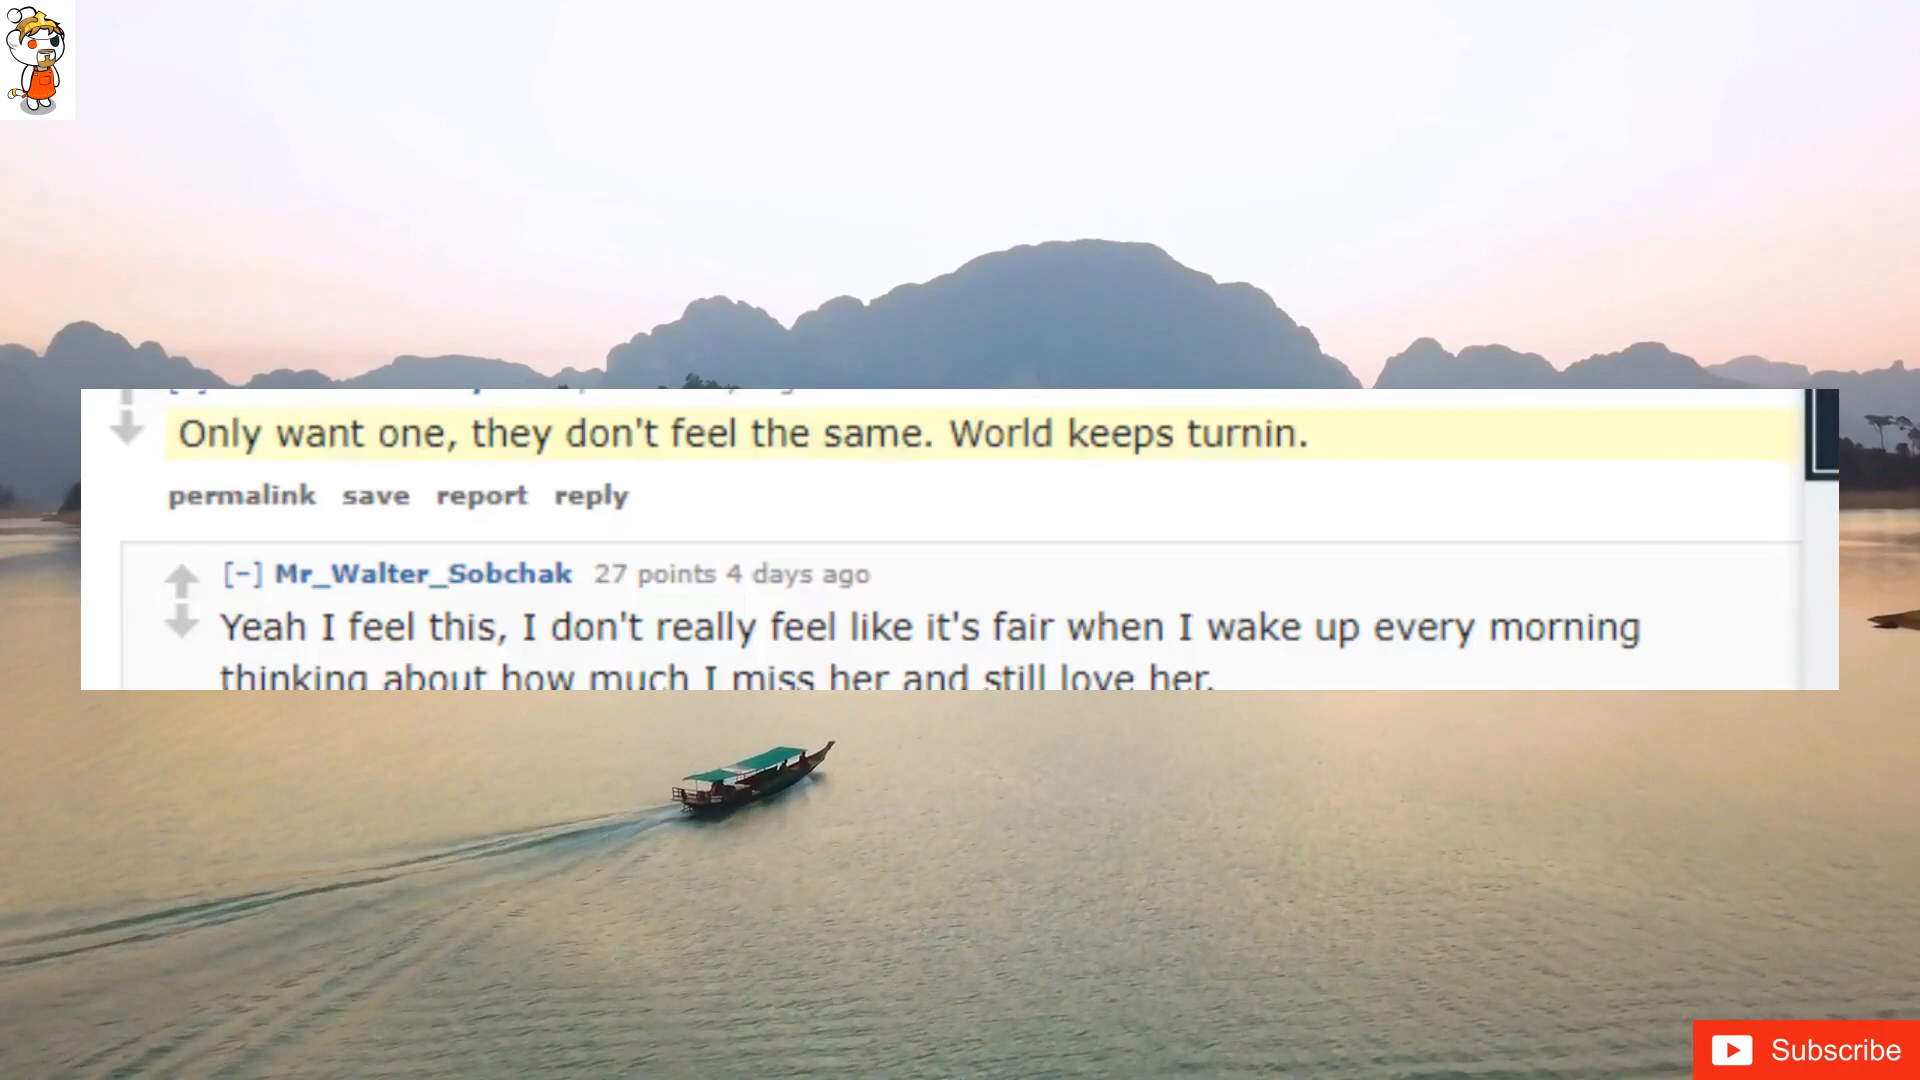 Only want one, they don't feel the same. World keeps turnin.
permalink save report reply
[-] Mr_Walter_Sobchak 27 points 4 days ago
Yeah I feel this, I don't really feel like it's fair when I wake up every morning
thinking about how much I miss her and still love her.
Subscribe